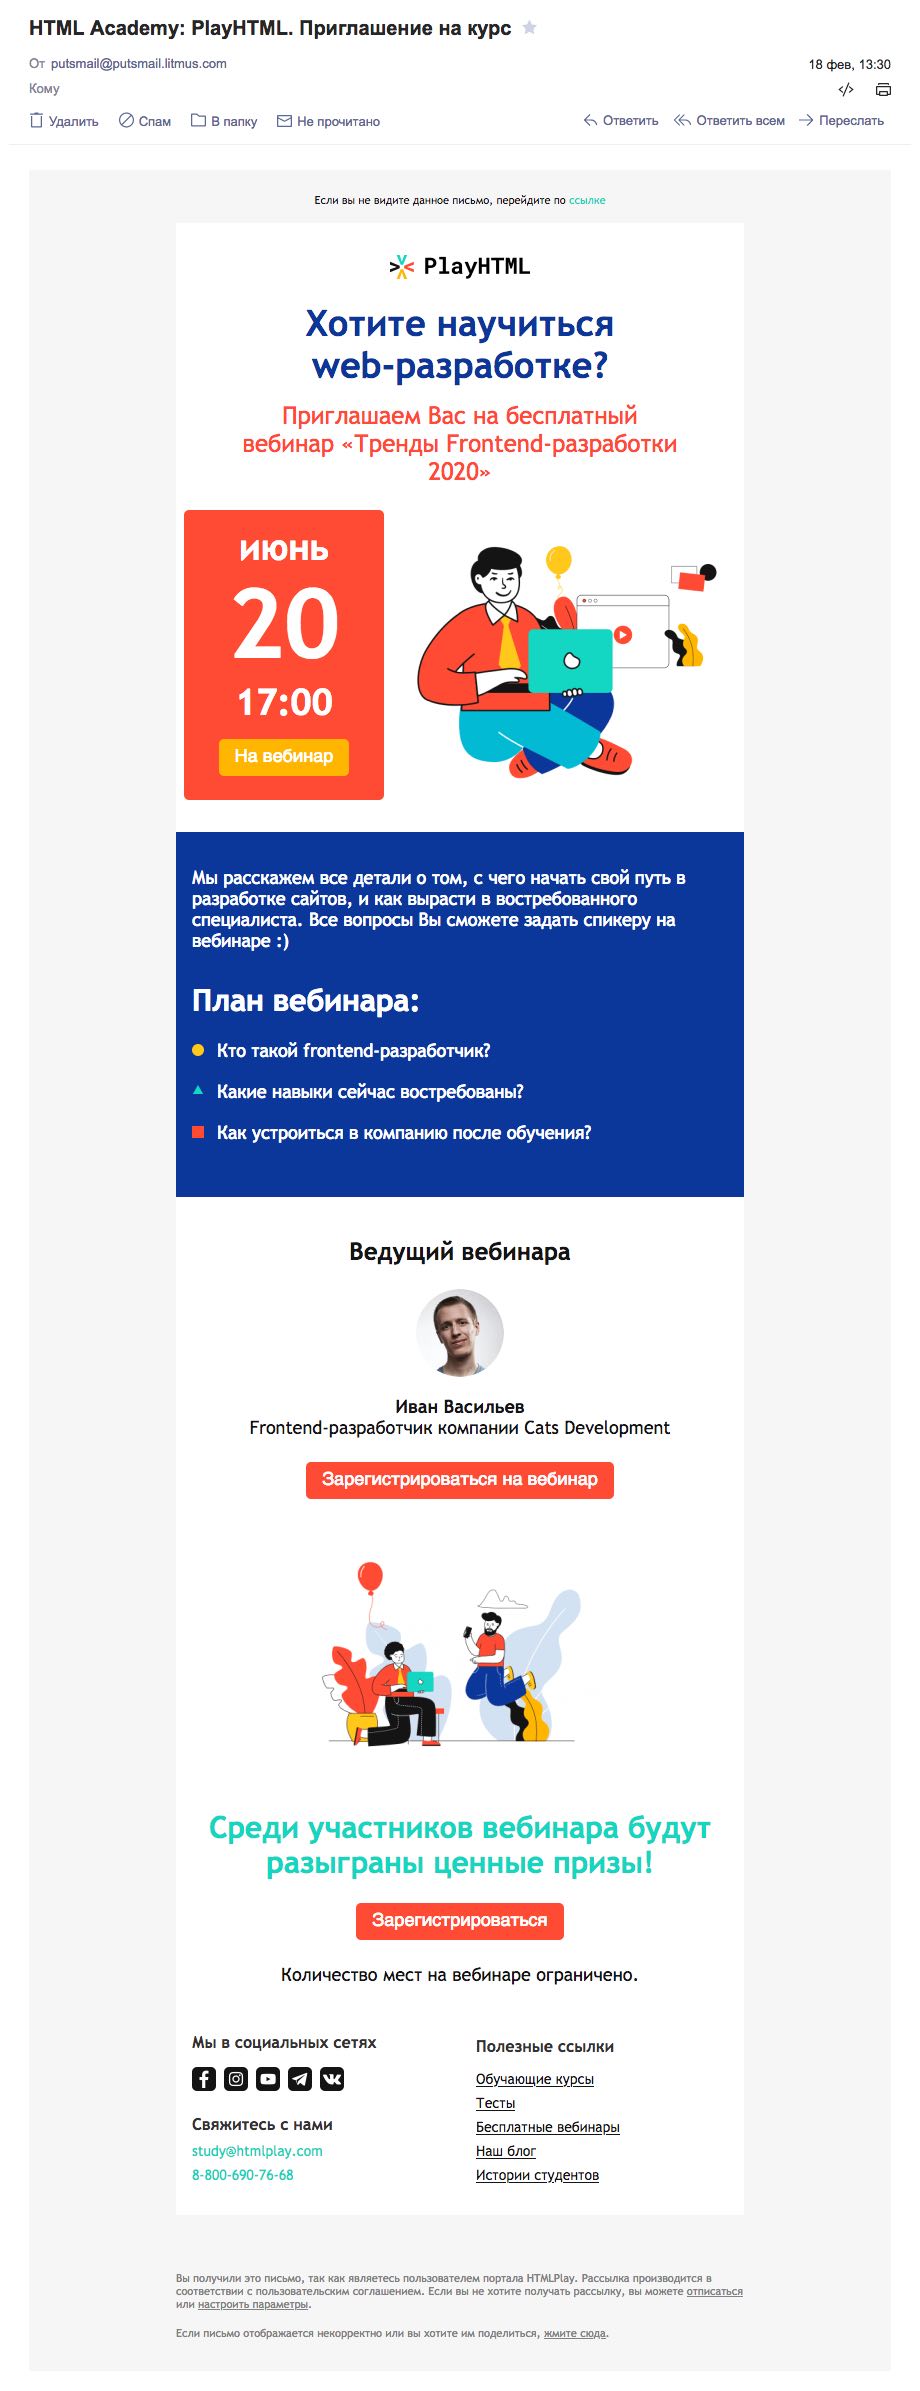 HTML Academy: PlayHTML. Приглашение на курс
От putsmail@putsmail.litmus.com
18 фев, 13:30
Кому
Удалить Спам В папку Не прочитано Ответить Ответить всем Переслать
Если вы не видите данное письмо, перейдите по ссылке
PlayHTML
Хотите научиться
web-разработке?
Приглашаем Вас на бесплатный
вебинар «Тренды Frontend-разработки
2020»
ИЮНЬ
20
17:00
На вебинар
Мы расскажем все детали о том, с чего начать свой путь в
разработке сайтов, и как вырасти в востребованного
специалиста. Все вопросы Вы сможете задать спикеру на
вебинаре :)
План вебинара:
Кто такой frontend-разработчик?
Какие навыки сейчас востребованы?
Как устроиться в компанию после обучения?
Ведущий вебинара
Иван Васильев
Frontend-разработчик компании Cats Development
Зарегистрироваться на вебинар
Среди участников вебинара будут
разыграны ценные призы!
Зарегистрироваться
Количество мест на вебинаре ограничено.
Мы в социальных сетях
Свяжитесь с нами
study@htmlplay.com
8-800-690-76-68
Полезные ссылки
Обучающие курсы
Тесты
Бесплатные вебинары
Наш блог
Истории студентов
Вы получили это письмо, так как являетесь пользователем портала HTMLPlay. Рассылка производится в
соответствии с пользовательским соглашением. Если вы не хотите получать рассылку, вы можете отписаться
или настроить параметры.
Если письмо отображается некорректно или вы хотите им поделиться, жмите сюда.